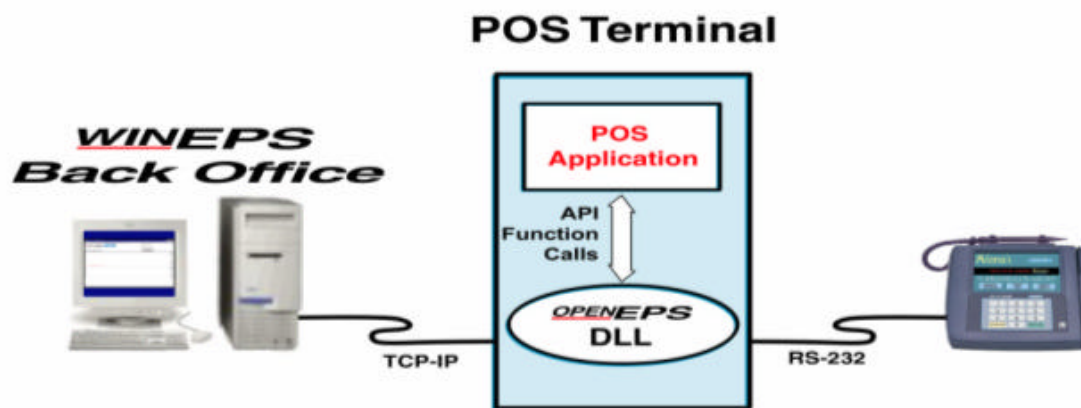 POS Terminal
WINEPS
Back Office
POS
Application
API
Function
Calls
OPENEPS
DLL
TCP-IP
RS-232